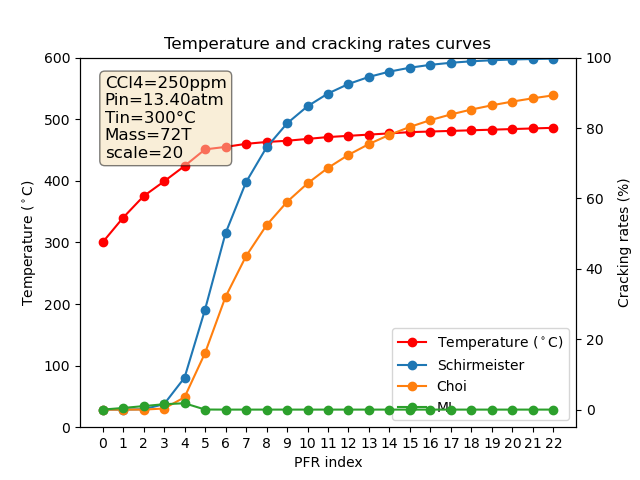 Temperature and cracking rates curves
CCl4=250ppm
Pin=13.40atm
Tin=300°C
Mass=72T
scale=20
Temperature (°C)
600
500
400
300
200
100
0
Cracking rates (%)
100
80
60
40
20
0
Temperature (°C)
Schirmeister
Choi
0 1 2 3 4 5 6 7 8 9 10 11 12 13 14 15 16 17 18 19 20 21 22
PFR index